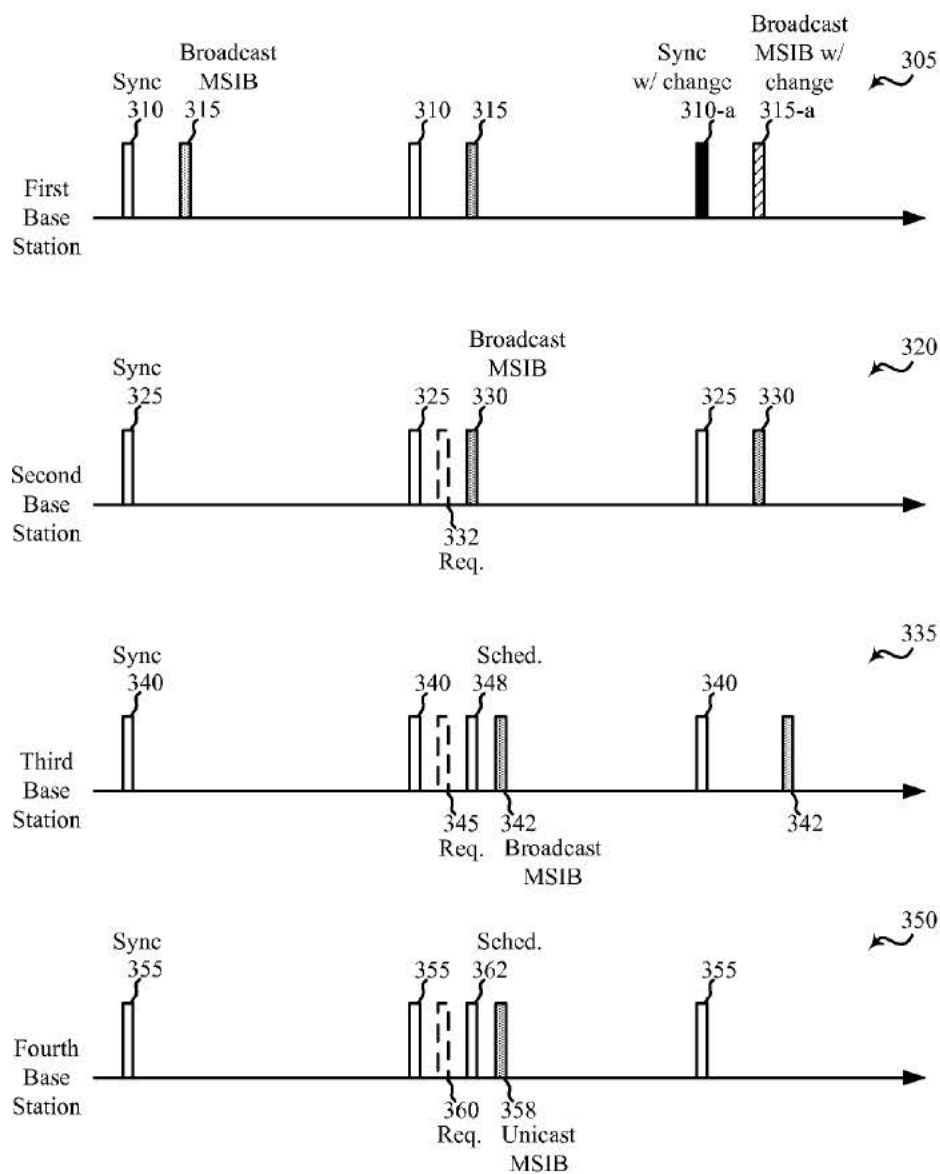 Sync
310
Broadcast
MSIB
315
310
315
Sync
w/ change
310-a
Broadcast
MSIB w/
change
315-a
305
First
Base
Station
Sync
325
325
Broadcast
MSIB
330
325
330
320
Second
Base
Station
332
Req.
Sync
340
340
Sched.
348
340
335
Third
Base
Station
345
Req.
342
Broadcast
MSIB
342
Sync
355
355
Sched.
362
355
350
Fourth
Base
Station
360
Req.
358
Unicast
MSIB